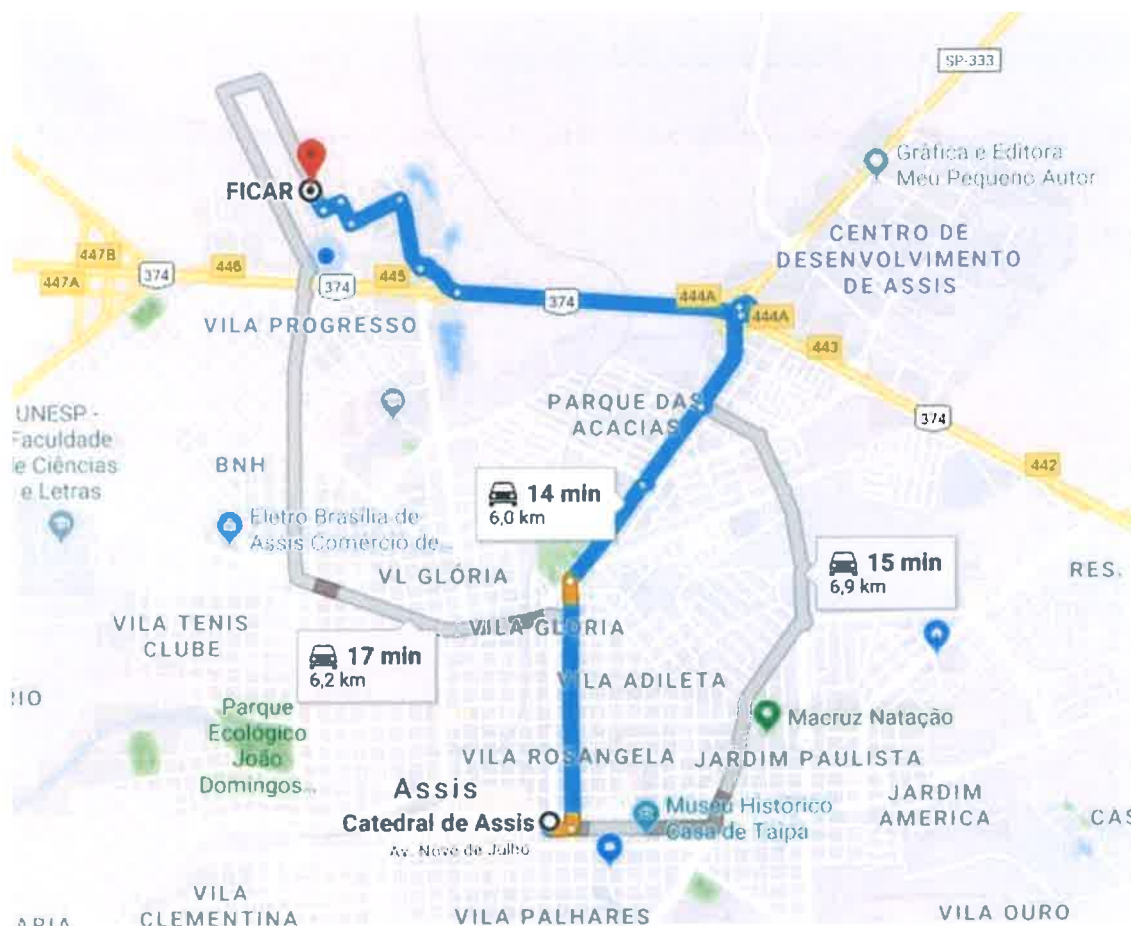 SP-333
Gráfica e Editora
Meu Pequeno Autor
FICAR
CENTRO DE
DESENVOLVIMENTO
DE ASSIS
447B
447A
374
446
374
445
374
444A
444A
443
VILA PROGRESSO
374
442
UNESP -
Faculdade
e Ciências
e Letras
PARQUE DAS
ACACIAS
BNH
14 min
6,0 km
Eletro Brasília de
Assis Comércio de...
15 min
6,9 km
RES.
VL GLÓRIA
VILA GLORIA
VILA TENIS
CLUBE
17 min
6,2 km
VILA ADILETA
RIO
Parque
Ecológico
João
Domingos...
Macruz Natação
VILA ROSANGELA
JARDIM PAULISTA
Assis
Catedral de Assis
Av. Nove de Julho
Museu Histórico
Casa de Taipa
JARDIM
AMERICA
CAS
VILA
CLEMENTINA
VILA PALHARES
VILA OURO